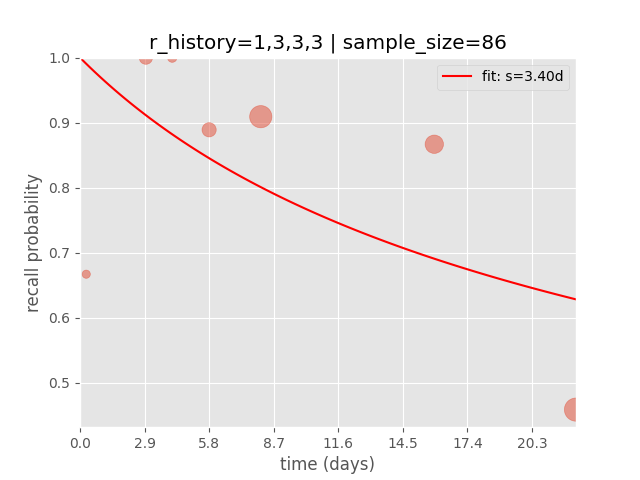 r_history=1,3,3,3 | sample_size=86
fit: s=3.40d
recall probability
1.0
0.9
0.8
0.7
0.6
0.5
0.0 2.9 5.8 8.7 11.6 14.5 17.4 20.3
time (days)